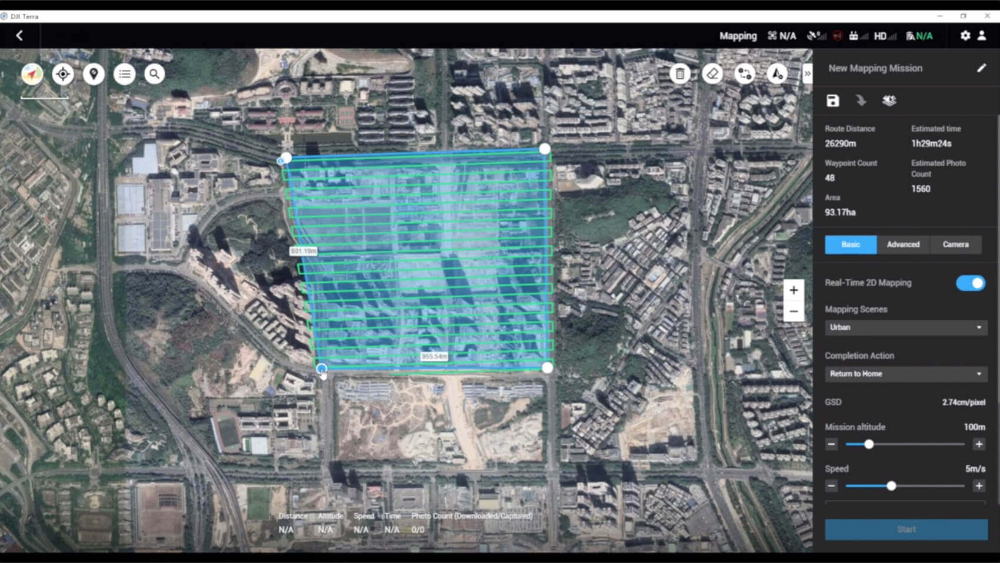 DJI Terra
Mapping N/A HD N/A
New Mapping Mission
Route Distance Estimated time
26290m 1h29m24s
Waypoint Count Estimated Photo Count
48 1560
Area
93.17ha
Basic Advanced Camera
Real-Time 2D Mapping
Mapping Scenes
Urban
Completion Action
Return to Home
GSD 2.74cm/pixel
Mission altitude 100m
Speed 5m/s
Start
931.19m
955.54m
Distance Altitude Speed Time Photo Count (Downloaded/Captured)
N/A N/A N/A N/A 0/0